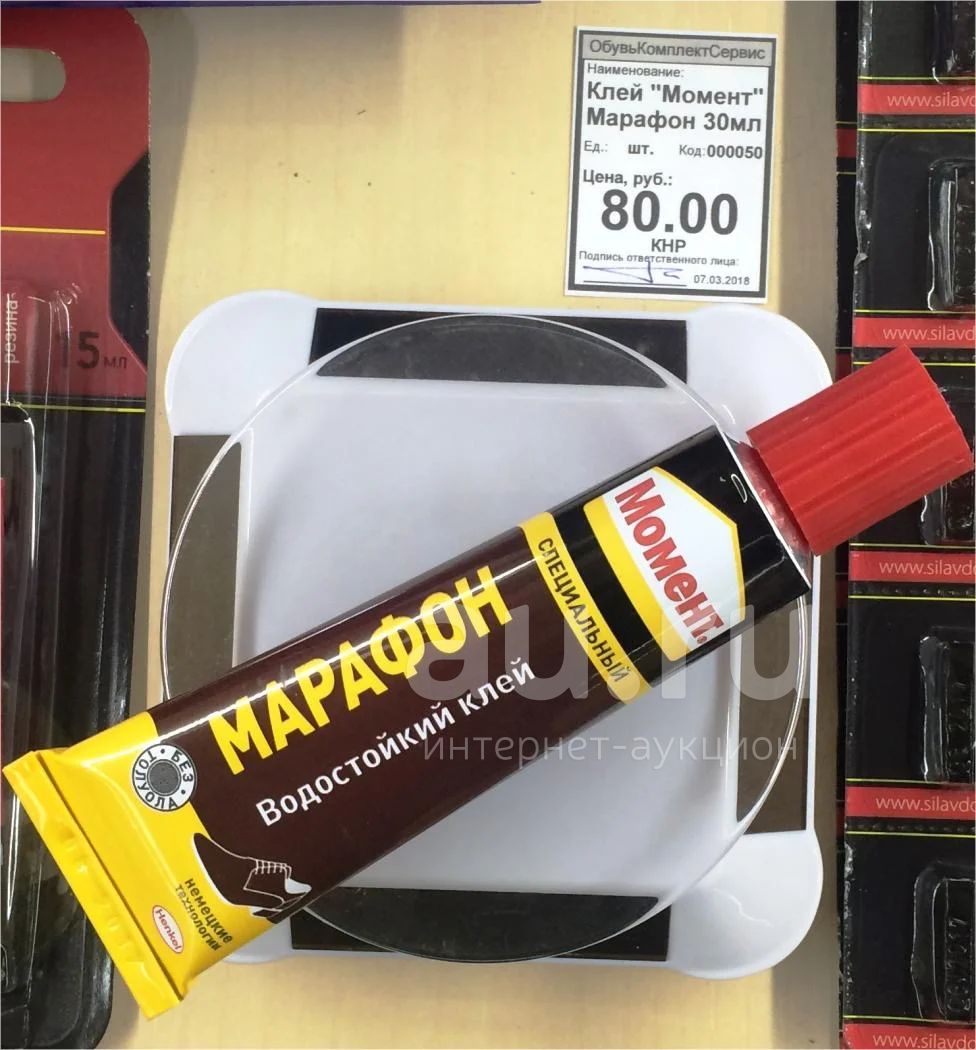 ОбувьКомплектСервис
Наименование:
Клей "Момент"
Марафон 30мл
Ед.: шт. Код:000050
Цена, руб.:
80.00
КНР
Подпись ответственного лица:
07.03.2018
www.silavdo
www.silavdo
www.silavdo
www.silavdo
www.silavdo
резина
15 мл
Момент
СПЕЦИАЛЬНЫЙ
МАРАФОН
Водостойкий клей
БЕЗ ТОЛУОЛА
немецкие
технологии
Henkel
au.ru
интернет-аукцион